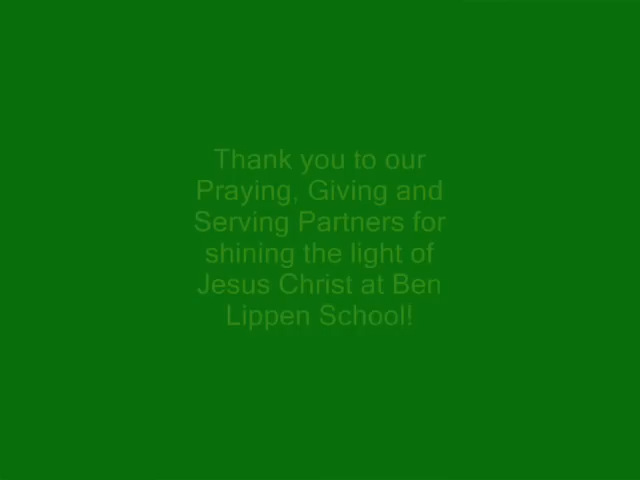 Thank you to our
Praying, Giving and
Serving Partners for
shining the light of
Jesus Christ at Ben
Lippen School!